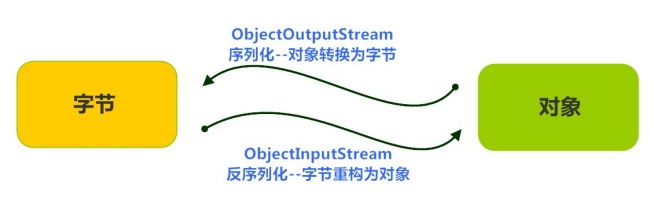 ObjectOutputStream
序列化--对象转换为字节
字节
对象
ObjectInputStream
反序列化--字节重构为对象